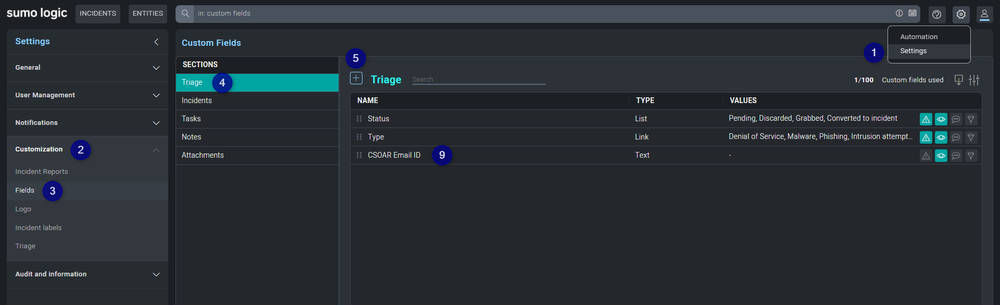 sumo logic
INCIDENTS
ENTITIES
in: custom fields
Automation
1
Settings
Settings
General
User Management
Notifications
Customization 2
Incident Reports
Fields 3
Logo
Incident labels
Triage
Audit and Information
Custom Fields
SECTIONS
Triage 4
Incidents
Tasks
Notes
Attachments
5
Triage
Search
1/100 Custom fields used
NAME TYPE VALUES
Status List Pending, Discarded, Grabbed, Converted to incident
Type Link Denial of Service, Malware, Phishing, Intrusion attempt...
CSOAR Email ID 9 Text -